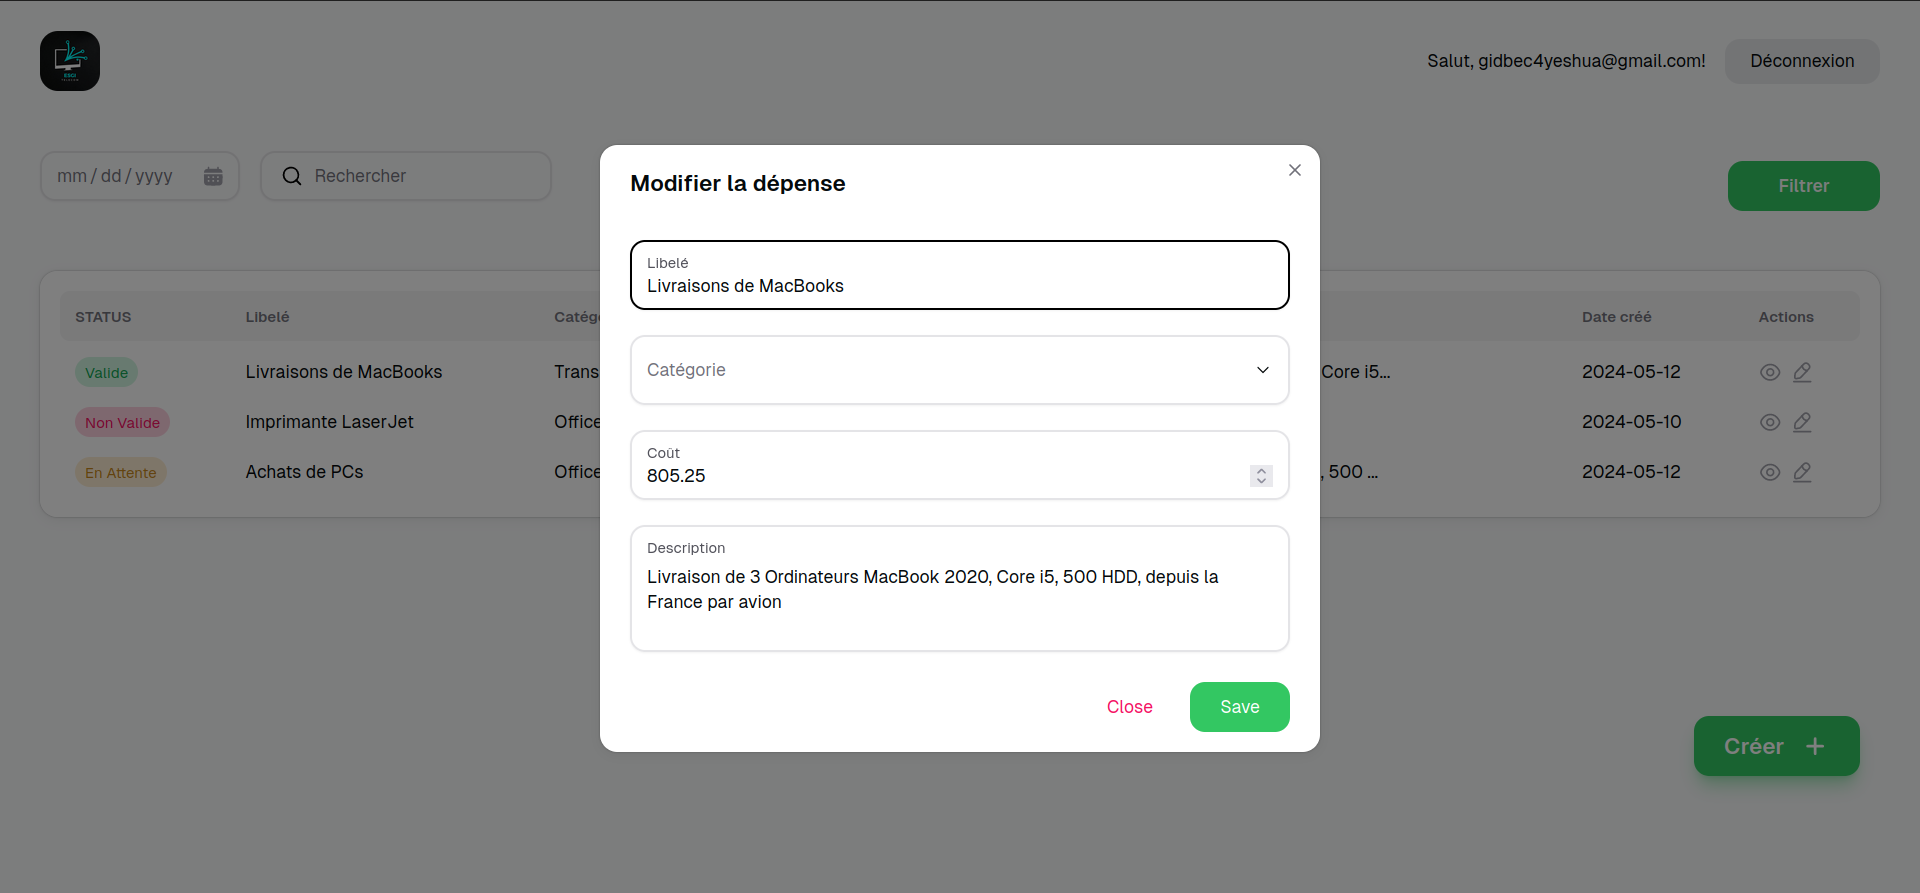 ESGI
Salut, gidbec4yeshua@gmail.com!
Déconnexion
mm / dd / yyyy
Rechercher
Filtrer
Modifier la dépense
Libelé
Livraisons de MacBooks
Catégorie
Coût
805.25
Description
Livraison de 3 Ordinateurs MacBook 2020, Core i5, 500 HDD, depuis la
France par avion
Close
Save
STATUS Libelé Catégo Date créé Actions
Valide Livraisons de MacBooks Trans Core i5... 2024-05-12
Non Valide Imprimante LaserJet Office 2024-05-10
En Attente Achats de PCs Office , 500 ... 2024-05-12
Créer +